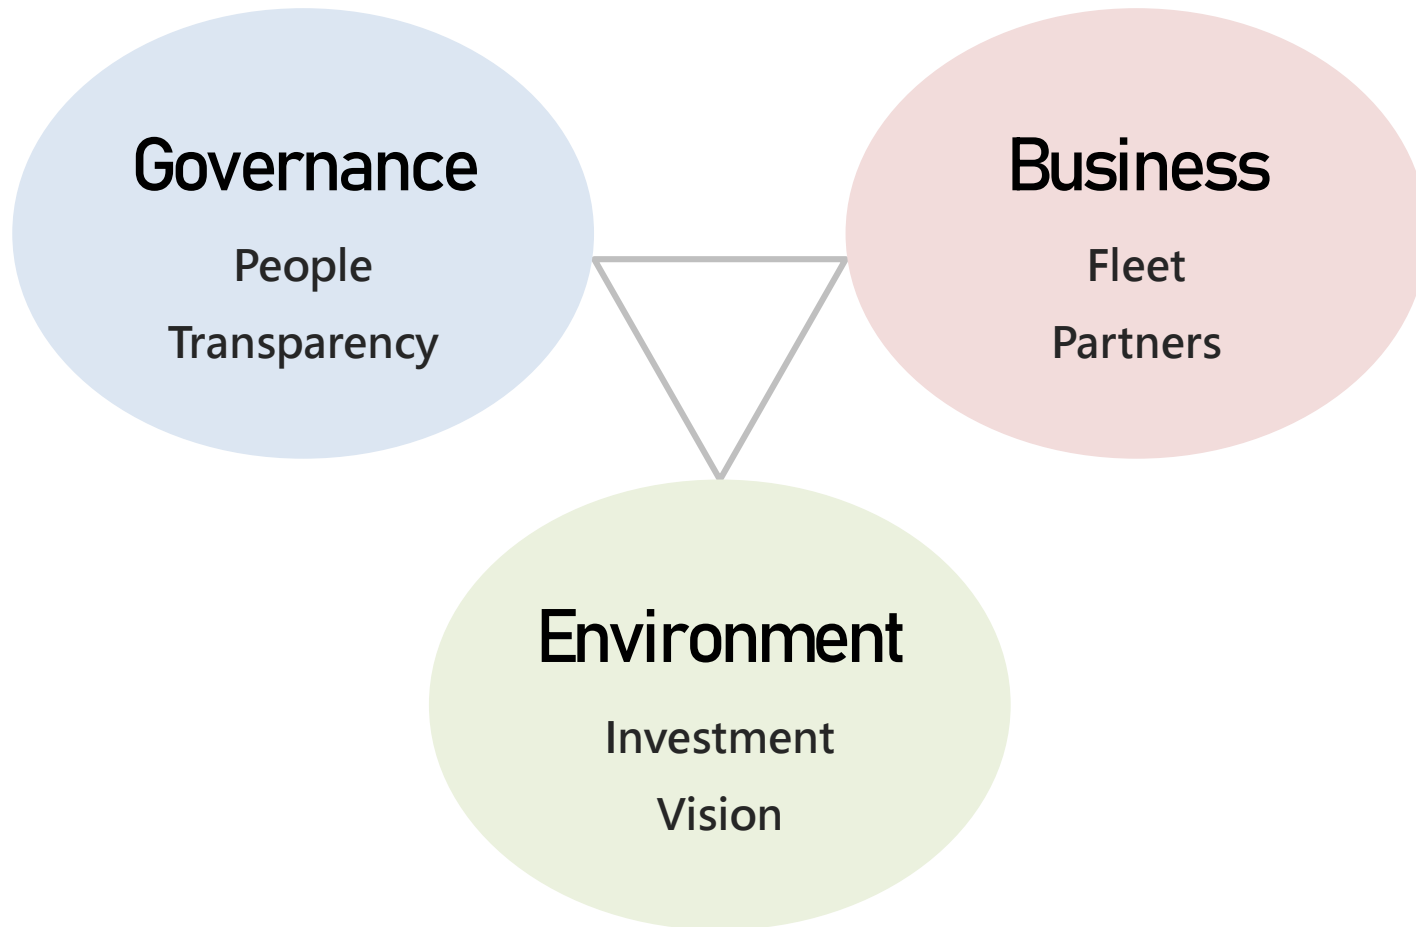 Governance
People
Transparency
Business
Fleet
Partners
Environment
Investment
Vision